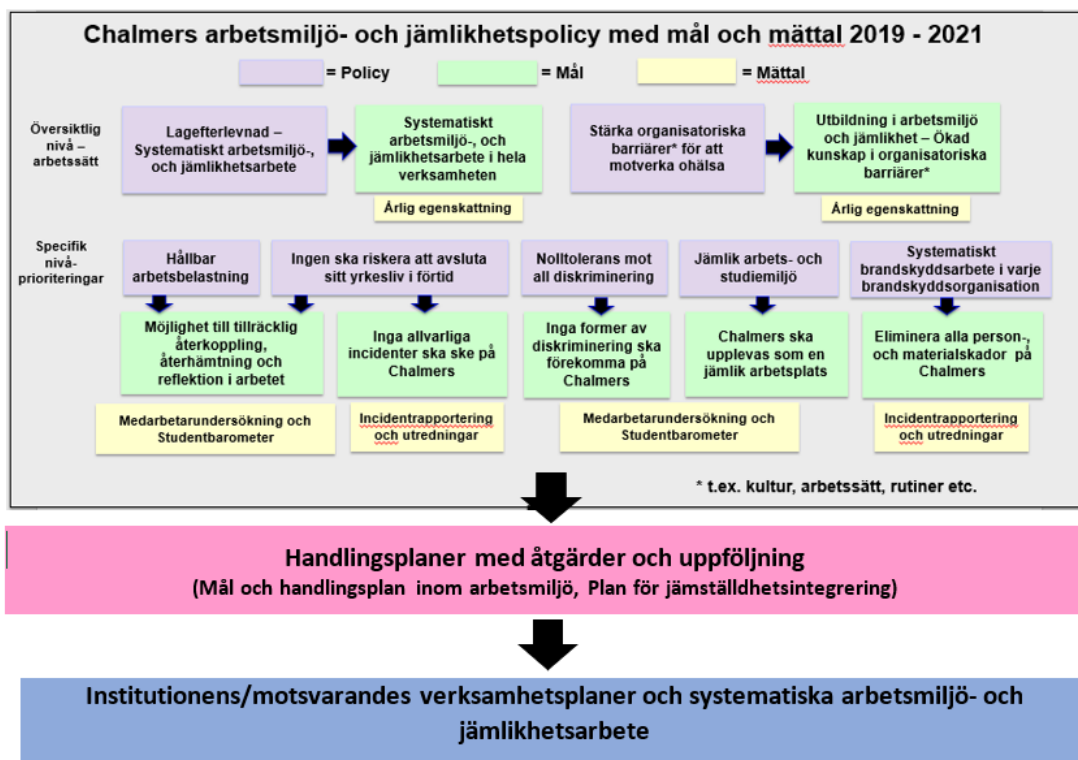 Chalmers arbetsmiljö- och jämlikhetspolicy med mål och mättal 2019 - 2021
= Policy
= Mål
= Mättal
Översiktlig
nivå –
arbetssätt
Lagefterlevnad –
Systematiskt arbetsmiljö-,
och jämlikhetsarbete
Systematiskt
arbetsmiljö-, och
jämlikhetsarbete i hela
verksamheten
Årlig egenskattning
Stärka organisatoriska
barriärer* för att
motverka ohälsa
Utbildning i arbetsmiljö
och jämlikhet – Ökad
kunskap i organisatoriska
barriärer*
Årlig egenskattning
Specifik
nivå-
prioriteringar
Hållbar
arbetsbelastning
Ingen ska riskera att avsluta
sitt yrkesliv i förtid
Nolltolerans mot
all diskriminering
Jämlik arbets- och
studiemiljö
Systematiskt
brandskyddsarbete i varje
brandskyddsorganisation
Möjlighet till tillräcklig
återkoppling,
återhämtning och
reflektion i arbetet
Inga allvarliga
incidenter ska ske på
Chalmers
Inga former av
diskriminering ska
förekomma på
Chalmers
Chalmers ska
upplevas som en
jämlik arbetsplats
Eliminera alla person-,
och materialskador på
Chalmers
Medarbetarundersökning och
Studentbarometer
Incidentrapportering
och utredningar
Medarbetarundersökning och
Studentbarometer
Incidentrapportering
och utredningar
* t.ex. kultur, arbetssätt, rutiner etc.
Handlingsplaner med åtgärder och uppföljning
(Mål och handlingsplan inom arbetsmiljö, Plan för jämställdhetsintegrering)
Institutionens/motsvarandes verksamhetsplaner och systematiska arbetsmiljö- och
jämlikhetsarbete